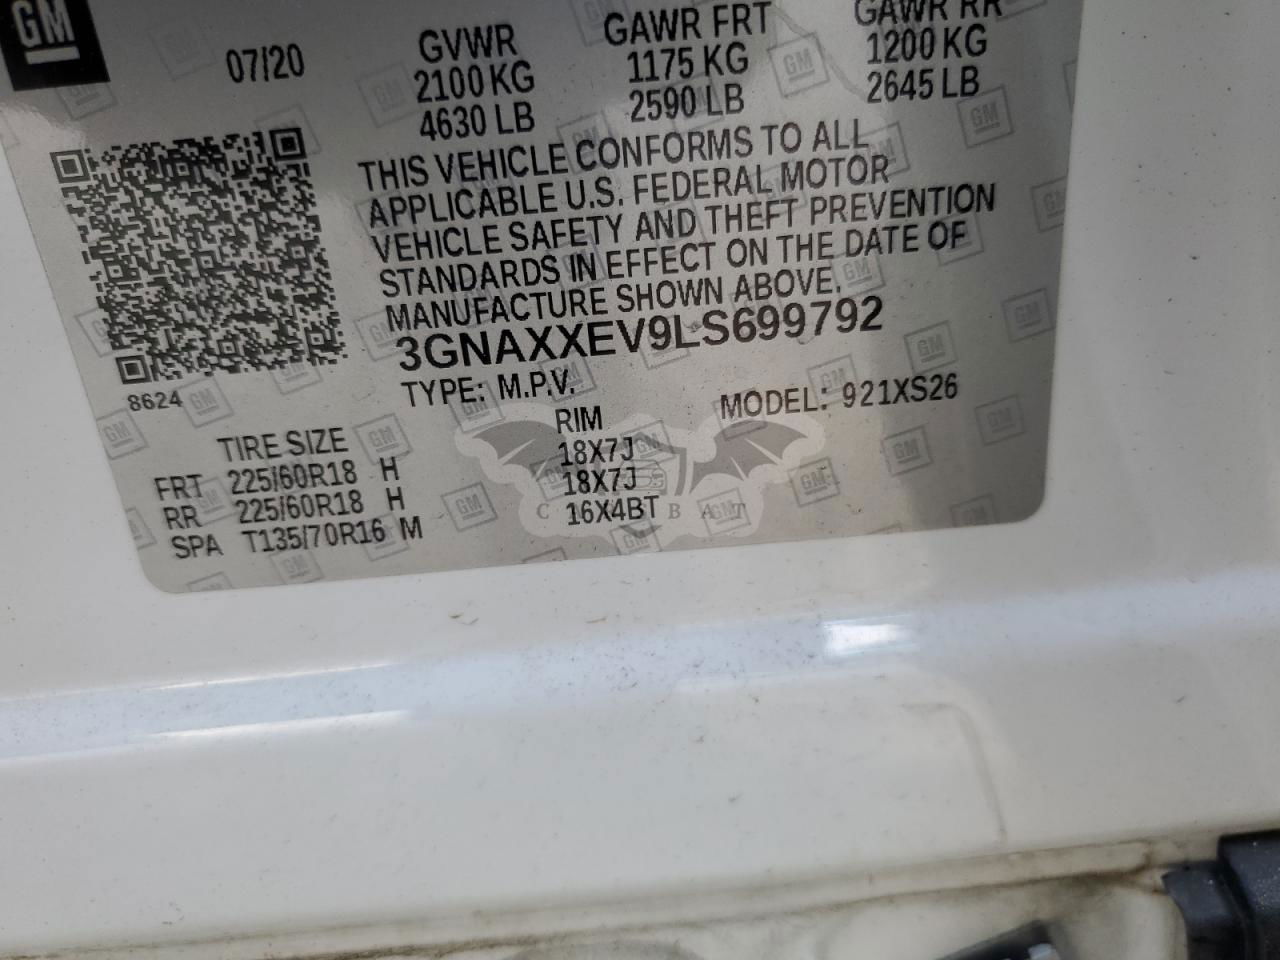 GM
07/20
GVWR GAWR FRT GAWR RR
2100 KG 1175 KG 1200 KG
4630 LB 2590 LB 2645 LB
THIS VEHICLE CONFORMS TO ALL
APPLICABLE U.S. FEDERAL MOTOR
VEHICLE SAFETY AND THEFT PREVENTION
STANDARDS IN EFFECT ON THE DATE OF
MANUFACTURE SHOWN ABOVE.
3GNAXXEV9LS699792
8624
TYPE: M.P.V. MODEL: 921XS26
TIRE SIZE RIM
FRT 225/60R18 H 18X7J
RR 225/60R18 H 18X7J
SPA T135/70R16 M 16X4BT